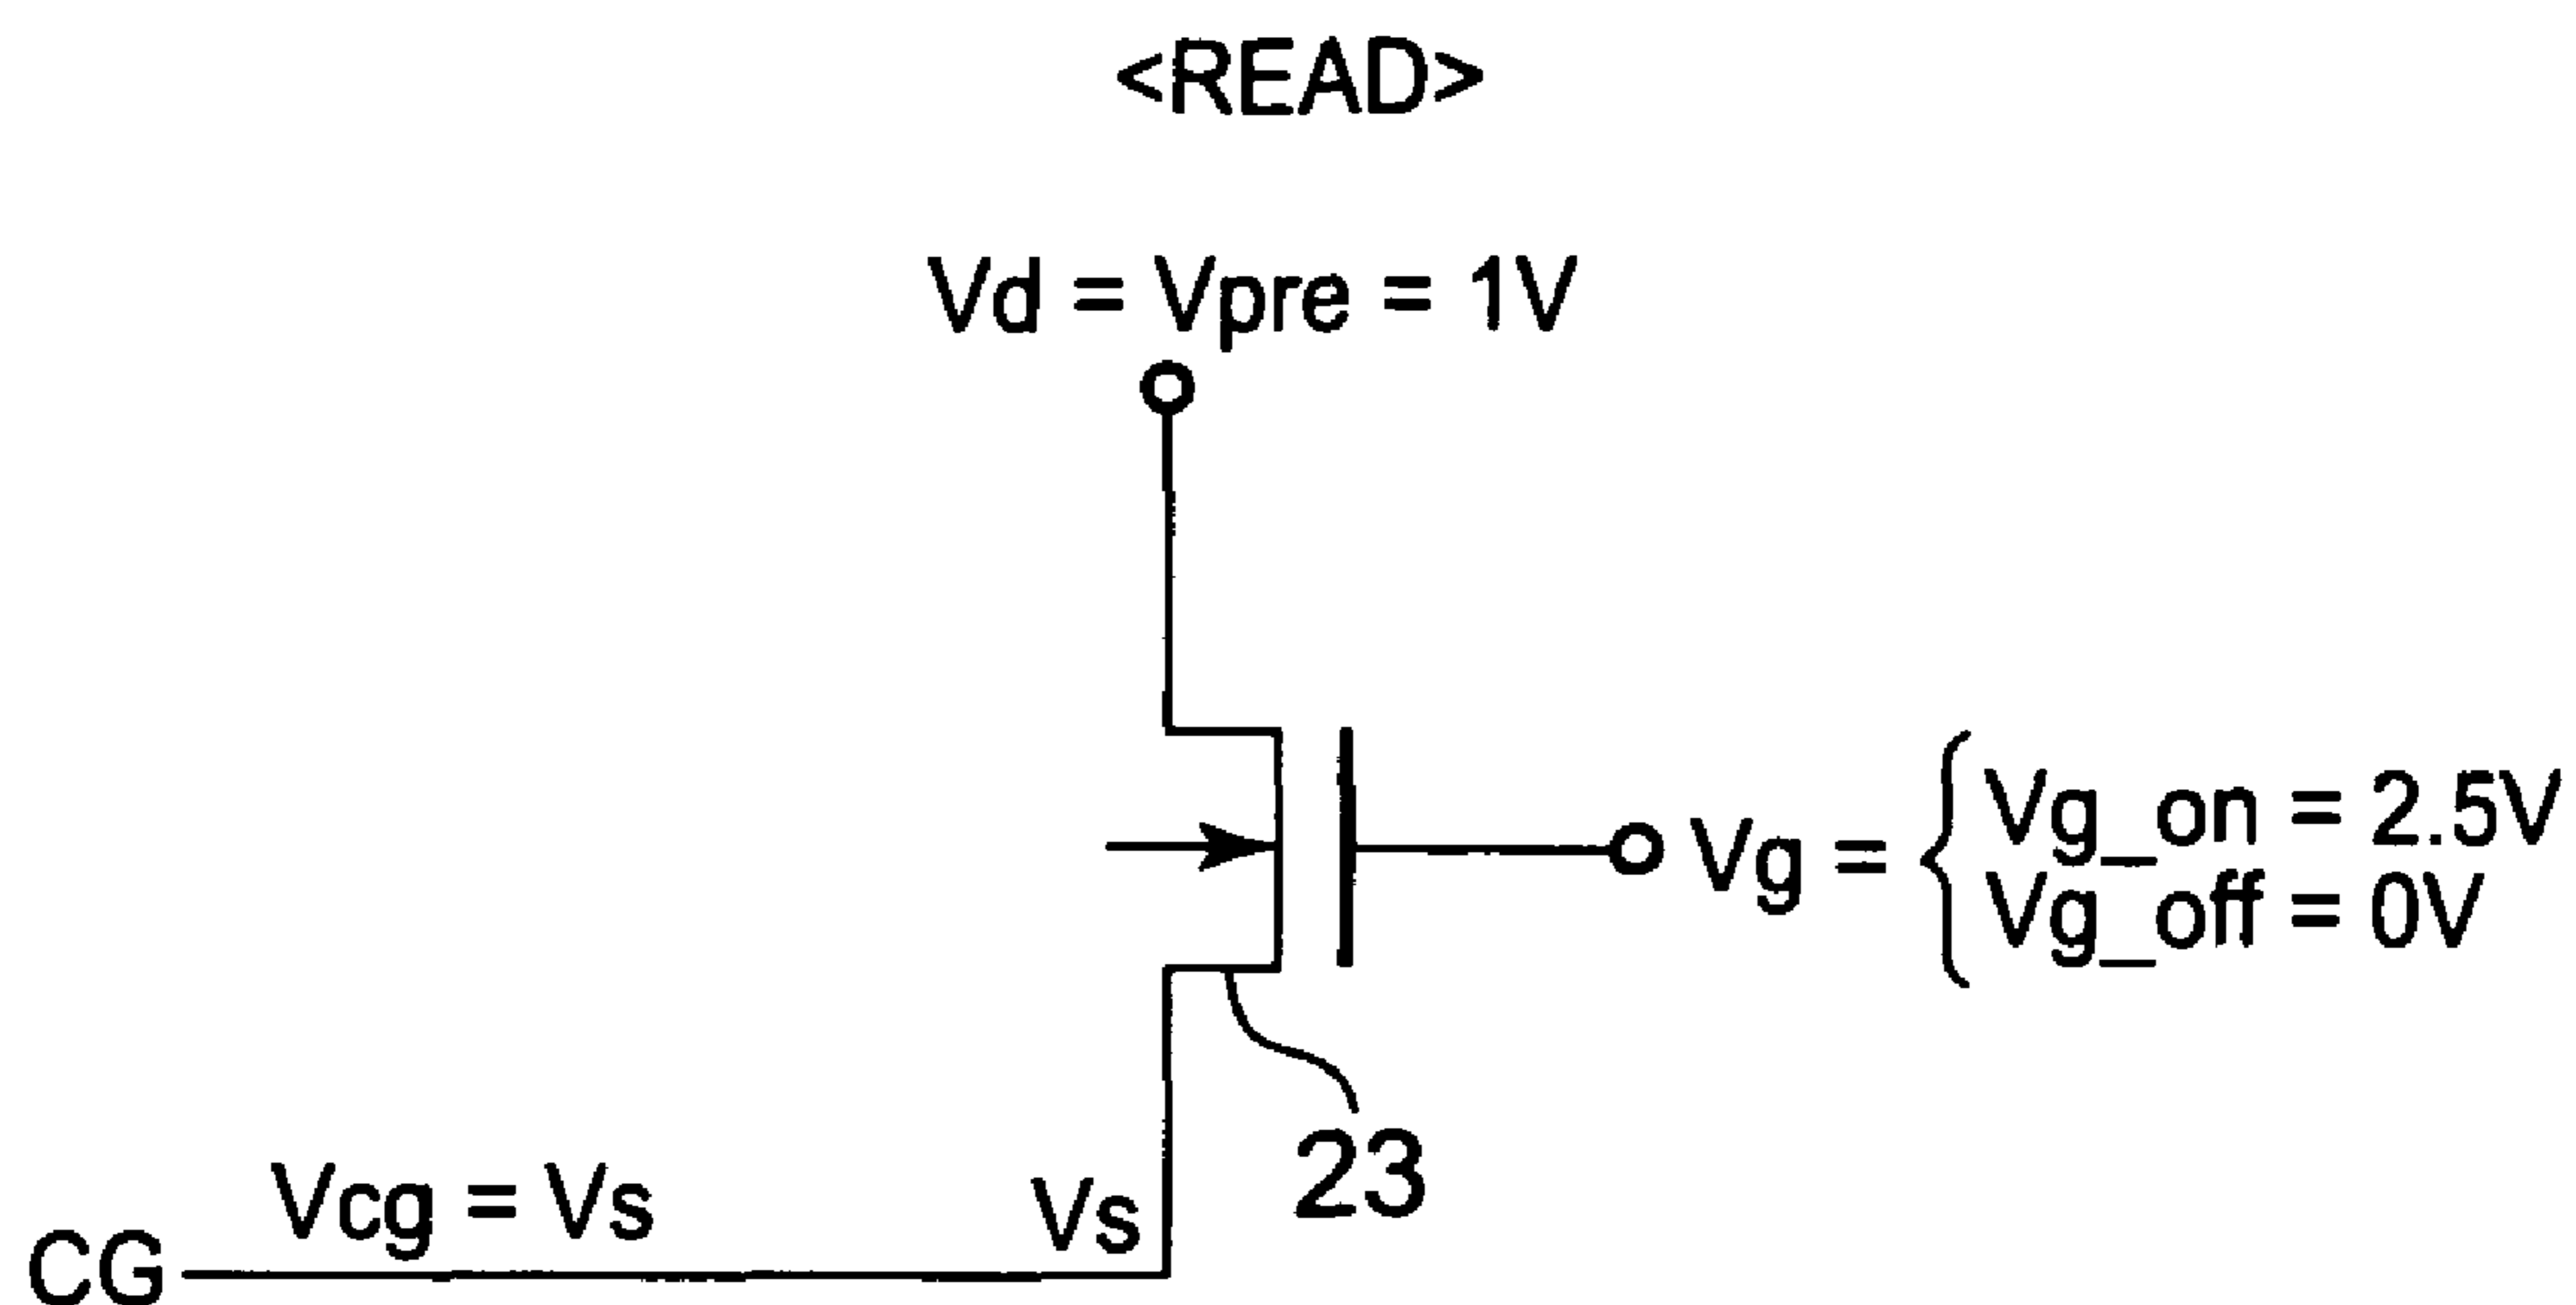 <READ>
Vd = Vpre = 1V
Vg = { Vg_on = 2.5V
Vg_off = 0V
23
Vcg = Vs
Vs
CG